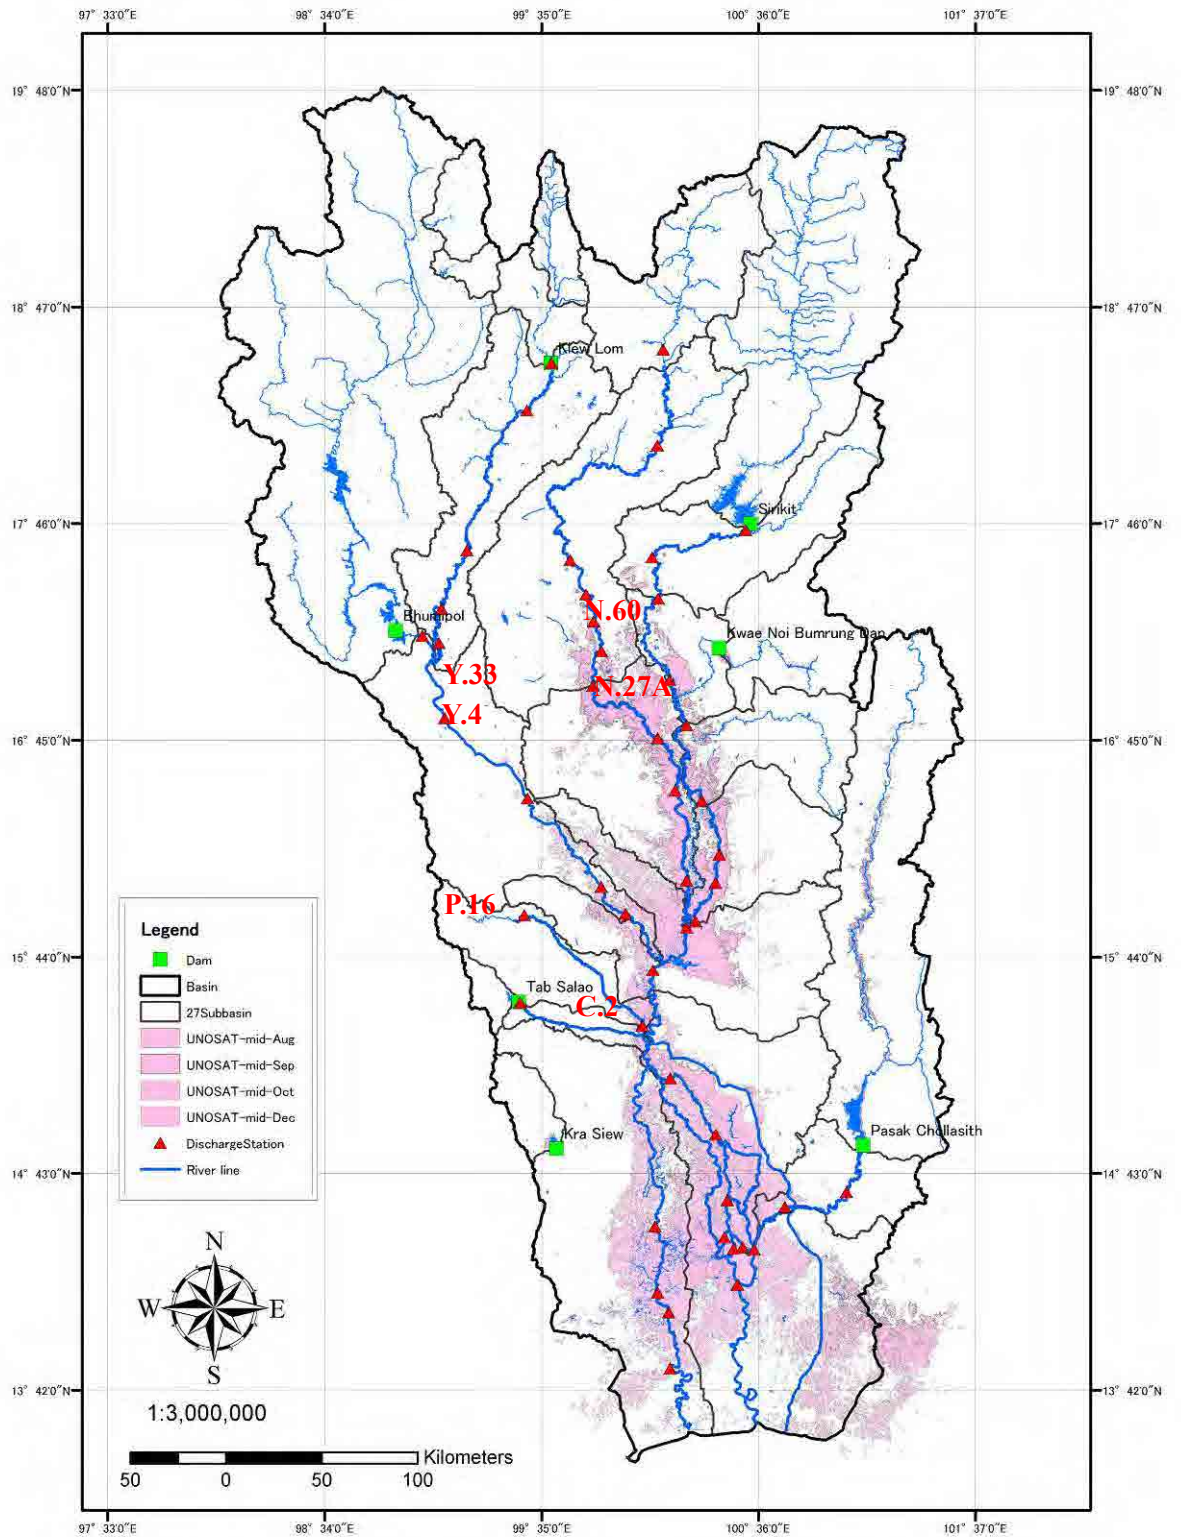 97° 33'0"E 98° 34'0"E 99° 35'0"E 100° 36'0"E 101° 37'0"E
19° 48'0"N 19° 48'0"N
18° 47'0"N 18° 47'0"N
Kiew Lom
Sirikit
17° 46'0"N 17° 46'0"N
N.60
Bhumipol
Kwae Noi Bumrung Dan
Y.33
N.27A
Y.4
16° 45'0"N 16° 45'0"N
P.16
Legend
Dam
Basin
27Subbasin
UNOSAT-mid-Aug
UNOSAT-mid-Sep
UNOSAT-mid-Oct
UNOSAT-mid-Dec
DischargeStation
River line
15° 44'0"N 15° 44'0"N
Tab Salao
C.2
Pasak Chollasith
Kra Siew
14° 43'0"N 14° 43'0"N
N
W E
S
13° 42'0"N 13° 42'0"N
1:3,000,000
Kilometers
50 0 50 100
97° 33'0"E 98° 34'0"E 99° 35'0"E 100° 36'0"E 101° 37'0"E